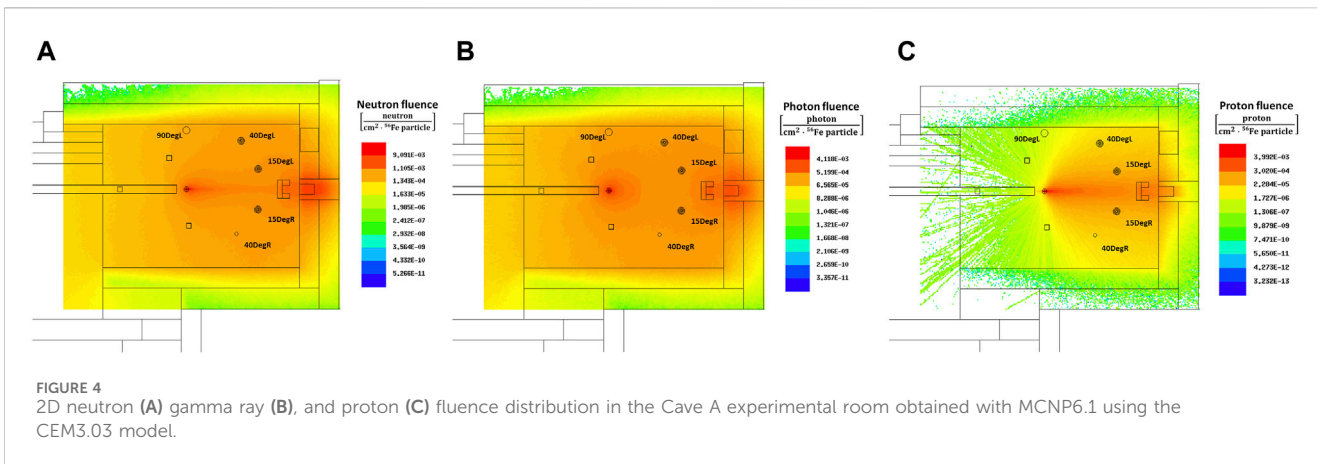 A
Neutron fluence
[neutron / cm² · ⁵⁶Fe particle]
9,091E-03
1,105E-03
1,343E-04
1,633E-05
1,985E-06
2,412E-07
2,932E-08
3,564E-09
4,332E-10
5,266E-11
90DegL
40DegL
15DegL
15DegR
40DegR
B
Photon fluence
[photon / cm² · ⁵⁶Fe particle]
4,118E-03
5,199E-04
6,565E-05
8,288E-06
1,046E-06
1,321E-07
1,668E-08
2,106E-09
2,659E-10
3,357E-11
90DegL
40DegL
15DegL
15DegR
40DegR
C
Proton fluence
[proton / cm² · ⁵⁶Fe particle]
3,992E-03
3,020E-04
2,284E-05
1,727E-06
1,306E-07
9,879E-09
7,471E-10
5,650E-11
4,273E-12
3,232E-13
90DegL
40DegL
15DegL
15DegR
40DegR
FIGURE 4
2D neutron (A) gamma ray (B), and proton (C) fluence distribution in the Cave A experimental room obtained with MCNP6.1 using the
CEM3.03 model.